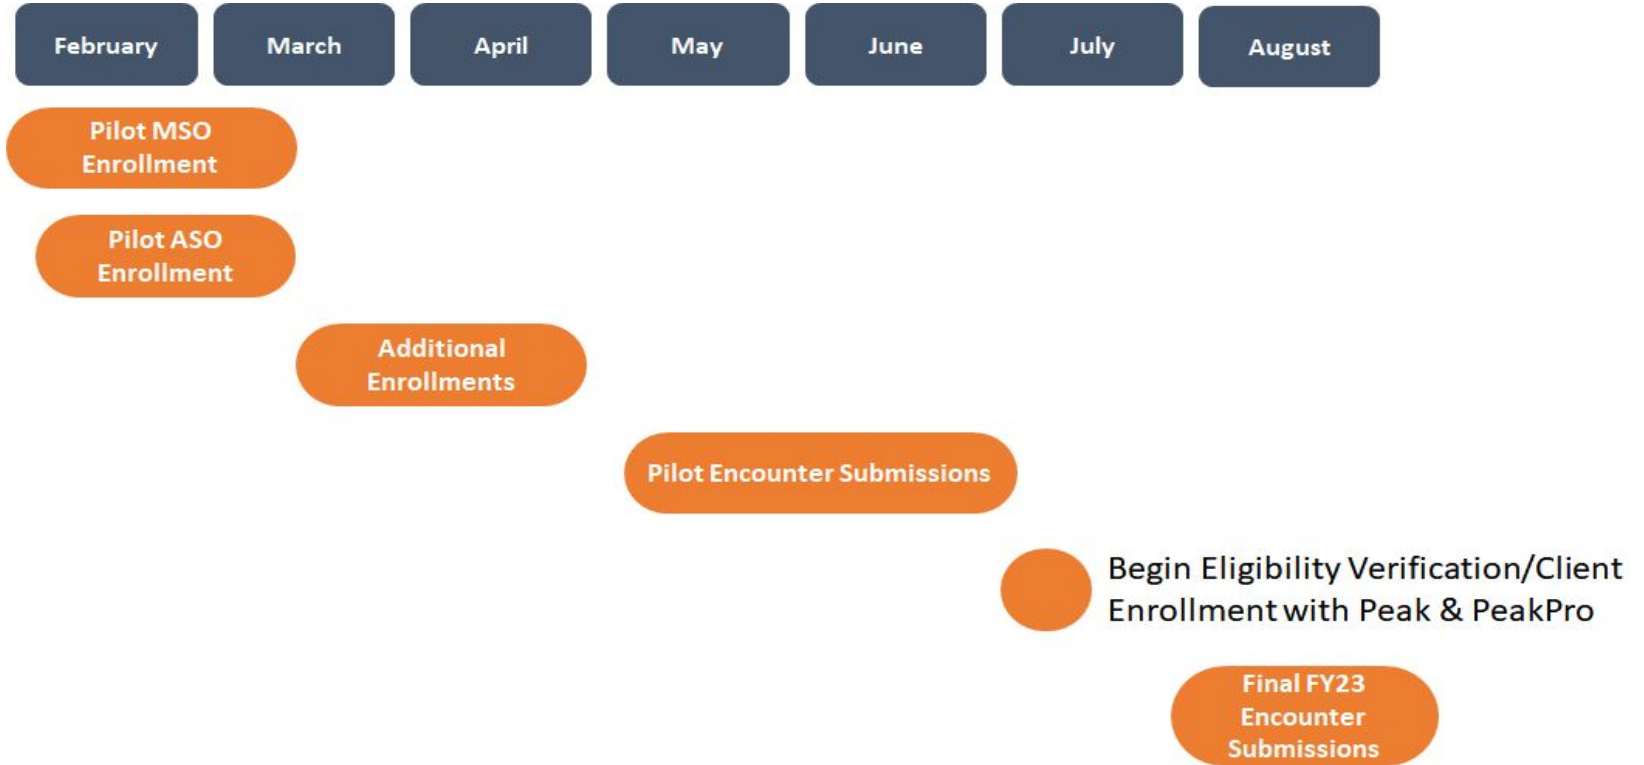 February
March
April
May
June
July
August
Pilot MSO
Enrollment
Pilot ASO
Enrollment
Additional
Enrollments
Pilot Encounter Submissions
Begin Eligibility Verification/Client
Enrollment with Peak & PeakPro
Final FY23
Encounter
Submissions